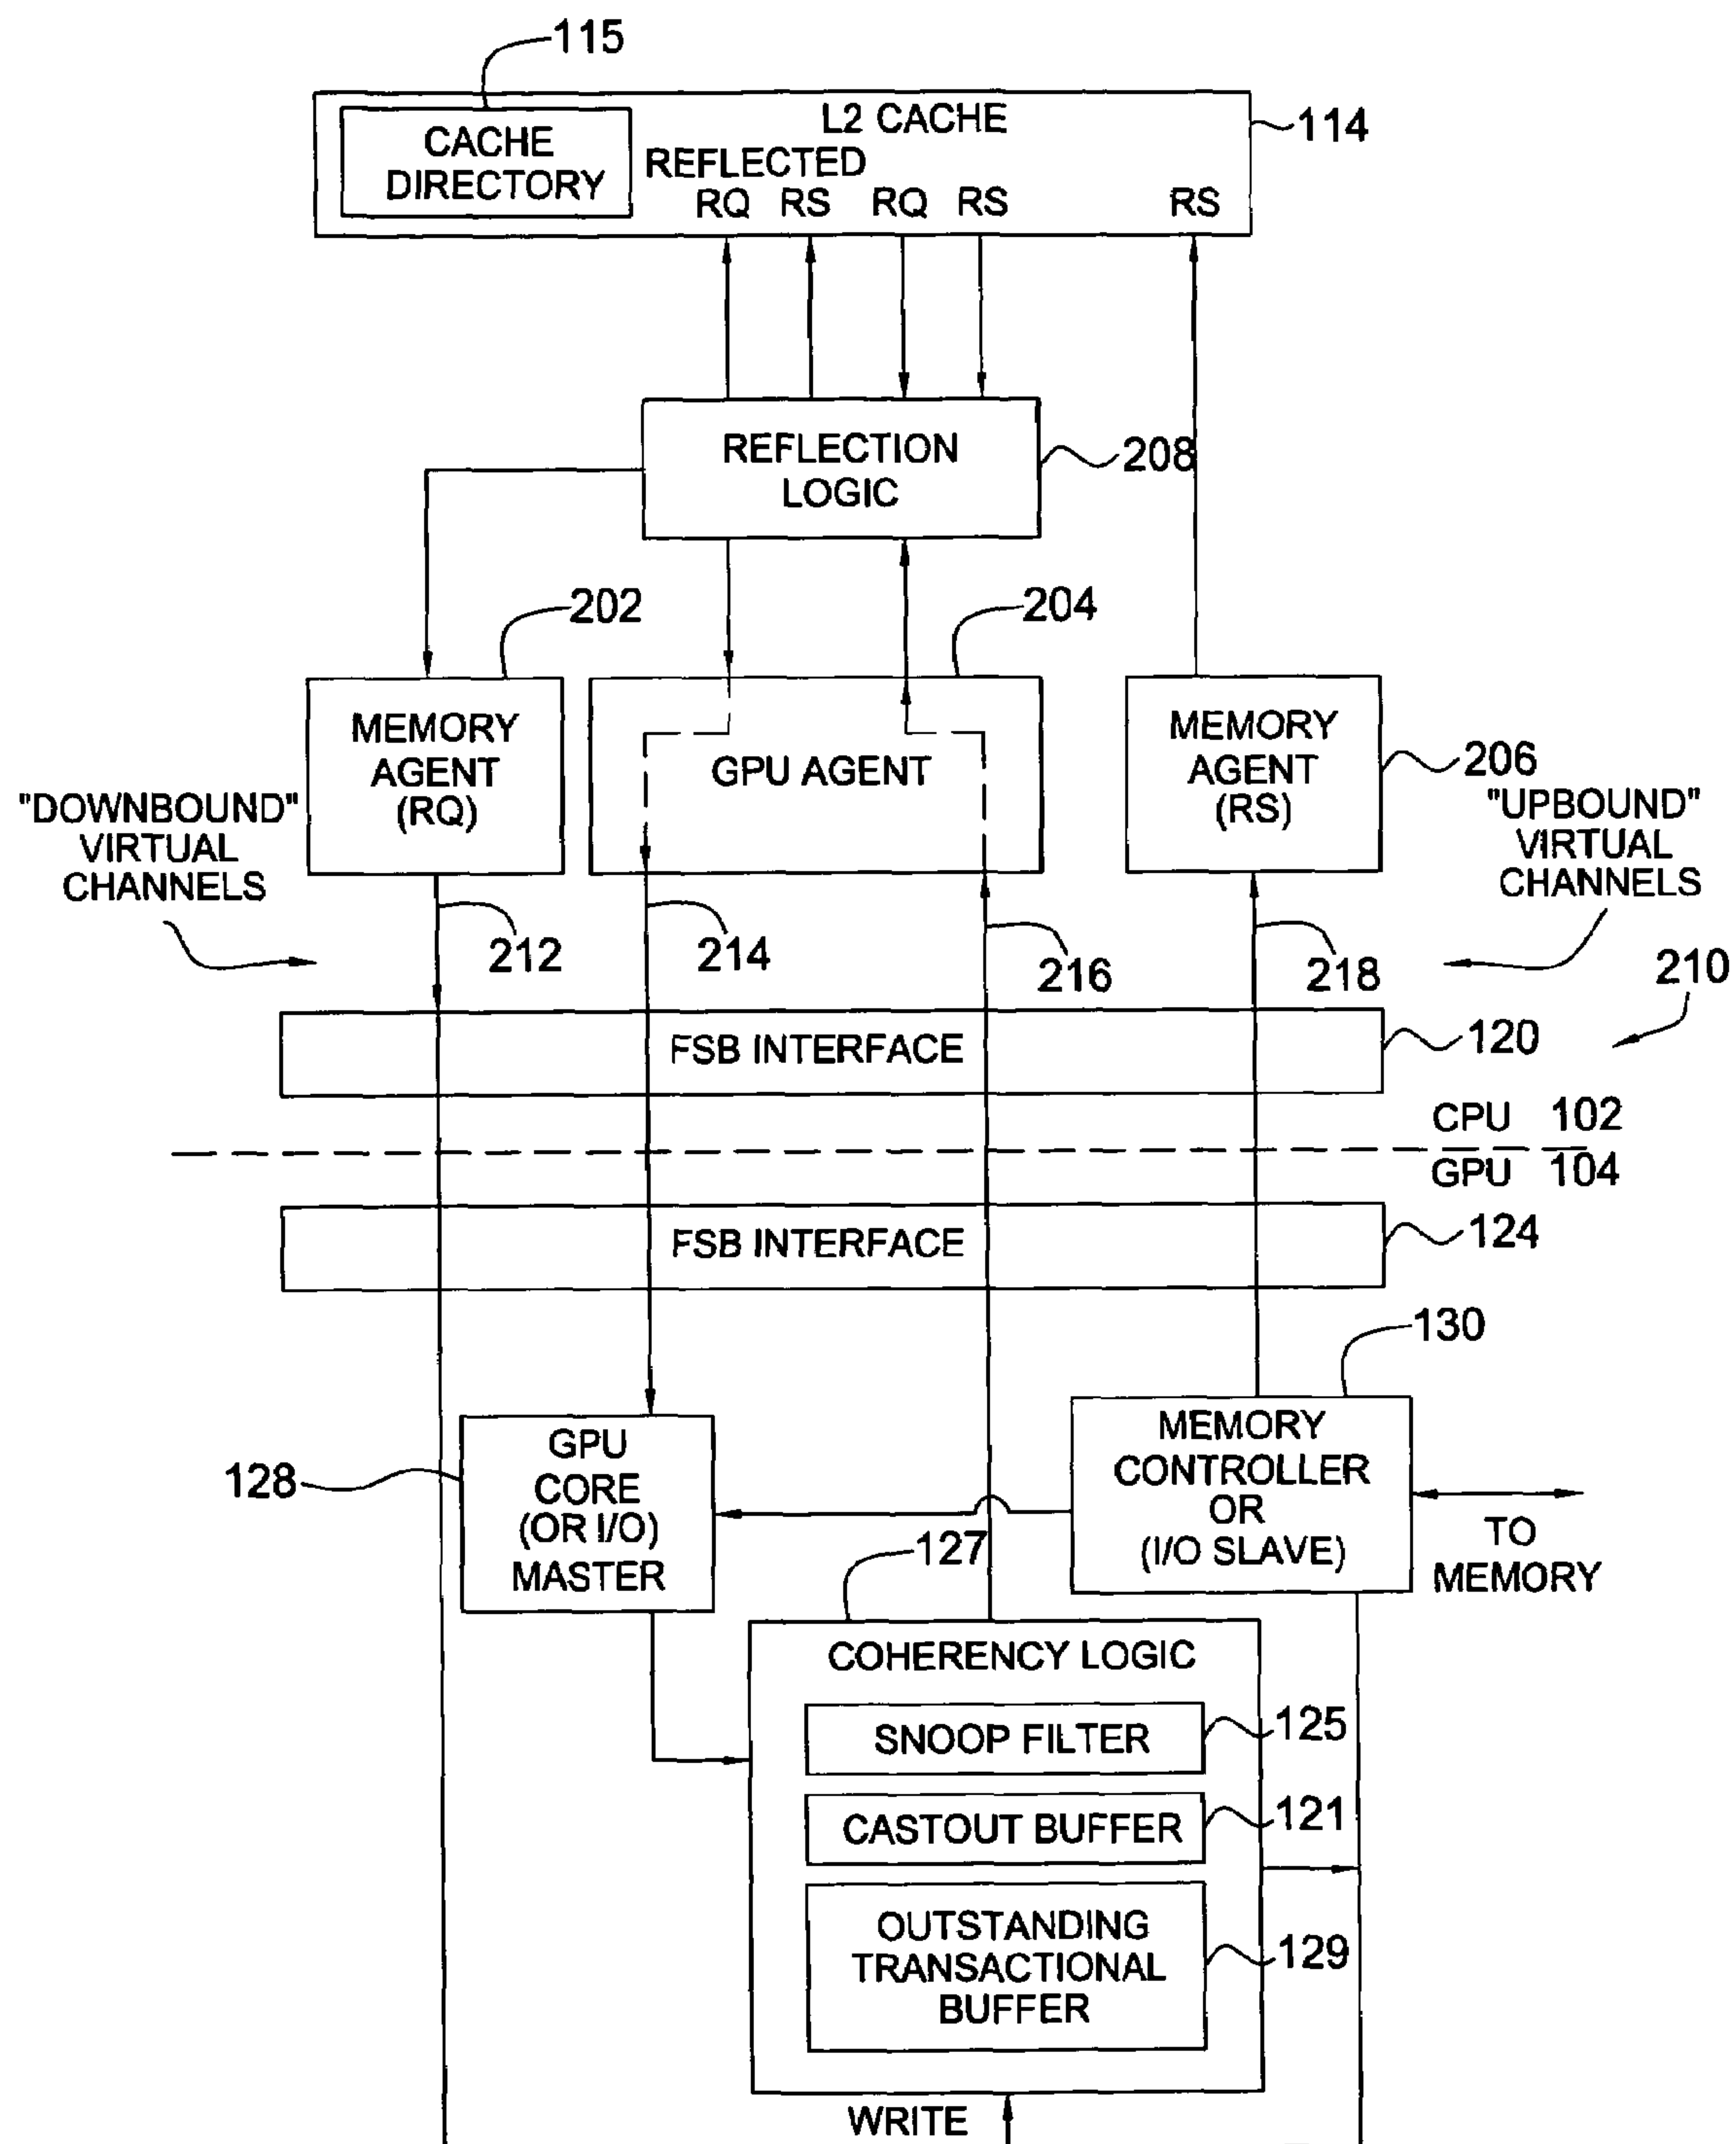 115
L2 CACHE
114
CACHE
DIRECTORY
REFLECTED
RQ RS RQ RS RS
REFLECTION
LOGIC
208
202
204
MEMORY
AGENT
(RQ)
GPU AGENT
MEMORY
AGENT
(RS)
206
"DOWNBOUND"
VIRTUAL
CHANNELS
"UPBOUND"
VIRTUAL
CHANNELS
212
214
216
218
210
FSB INTERFACE
120
CPU 102
GPU 104
FSB INTERFACE
124
130
GPU
CORE
(OR I/O)
MASTER
128
MEMORY
CONTROLLER
OR
(I/O SLAVE)
TO
MEMORY
127
COHERENCY LOGIC
SNOOP FILTER
125
CASTOUT BUFFER
121
OUTSTANDING
TRANSACTIONAL
BUFFER
129
WRITE